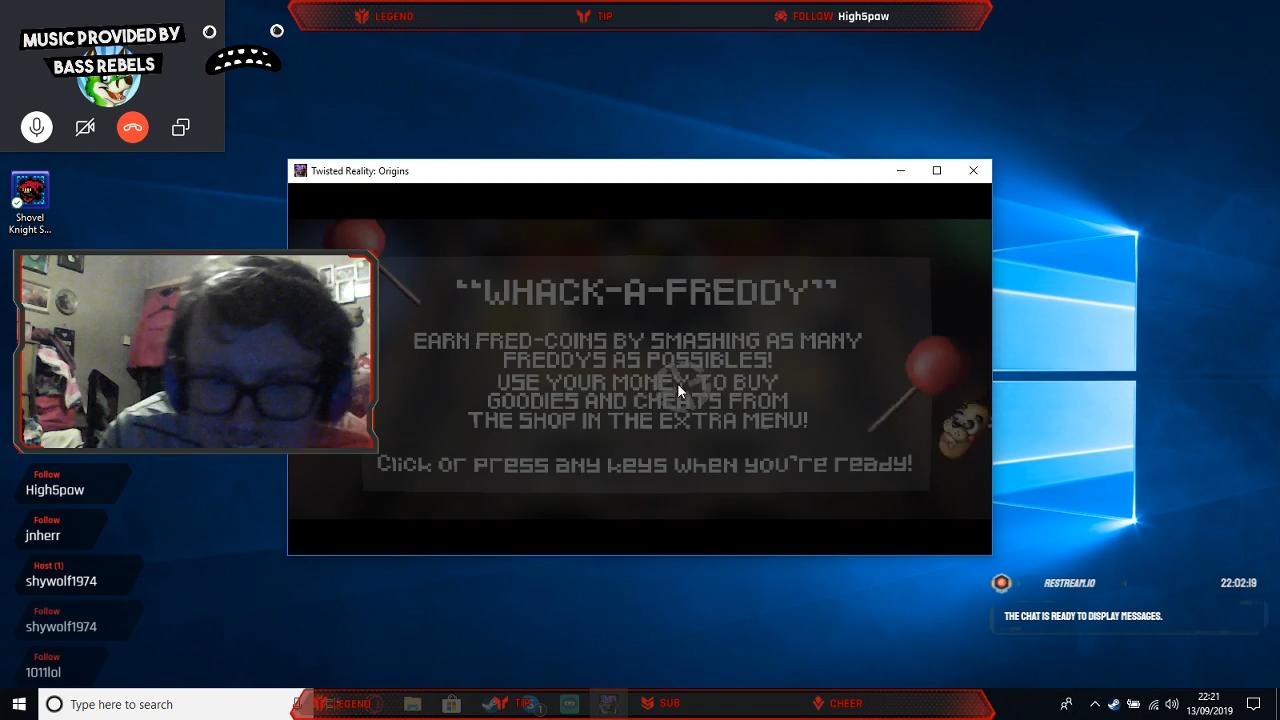 LEGEND
TIP
FOLLOW High5paw
MUSIC PROVIDED BY
BASS REBELS
Twisted Reality: Origins
Shovel
Knight S...
"WHACK-A-FREDDY"
EARN FRED-COINS BY SMASHING AS MANY
FREDDYS AS POSSIBLES!
USE YOUR MONEY TO BUY
GOODIES AND CHEATS FROM
THE SHOP IN THE EXTRA MENU!
Click or press any keys when you're ready!
Follow
High5paw
Follow
jnherr
Host (1)
shywolf1974
Follow
shywolf1974
Follow
1011lol
RESTREAM.IO
22:02:19
THE CHAT IS READY TO DISPLAY MESSAGES.
Type here to search
LEGEND
TIP
SUB
CHEER
22:21
13/09/2019